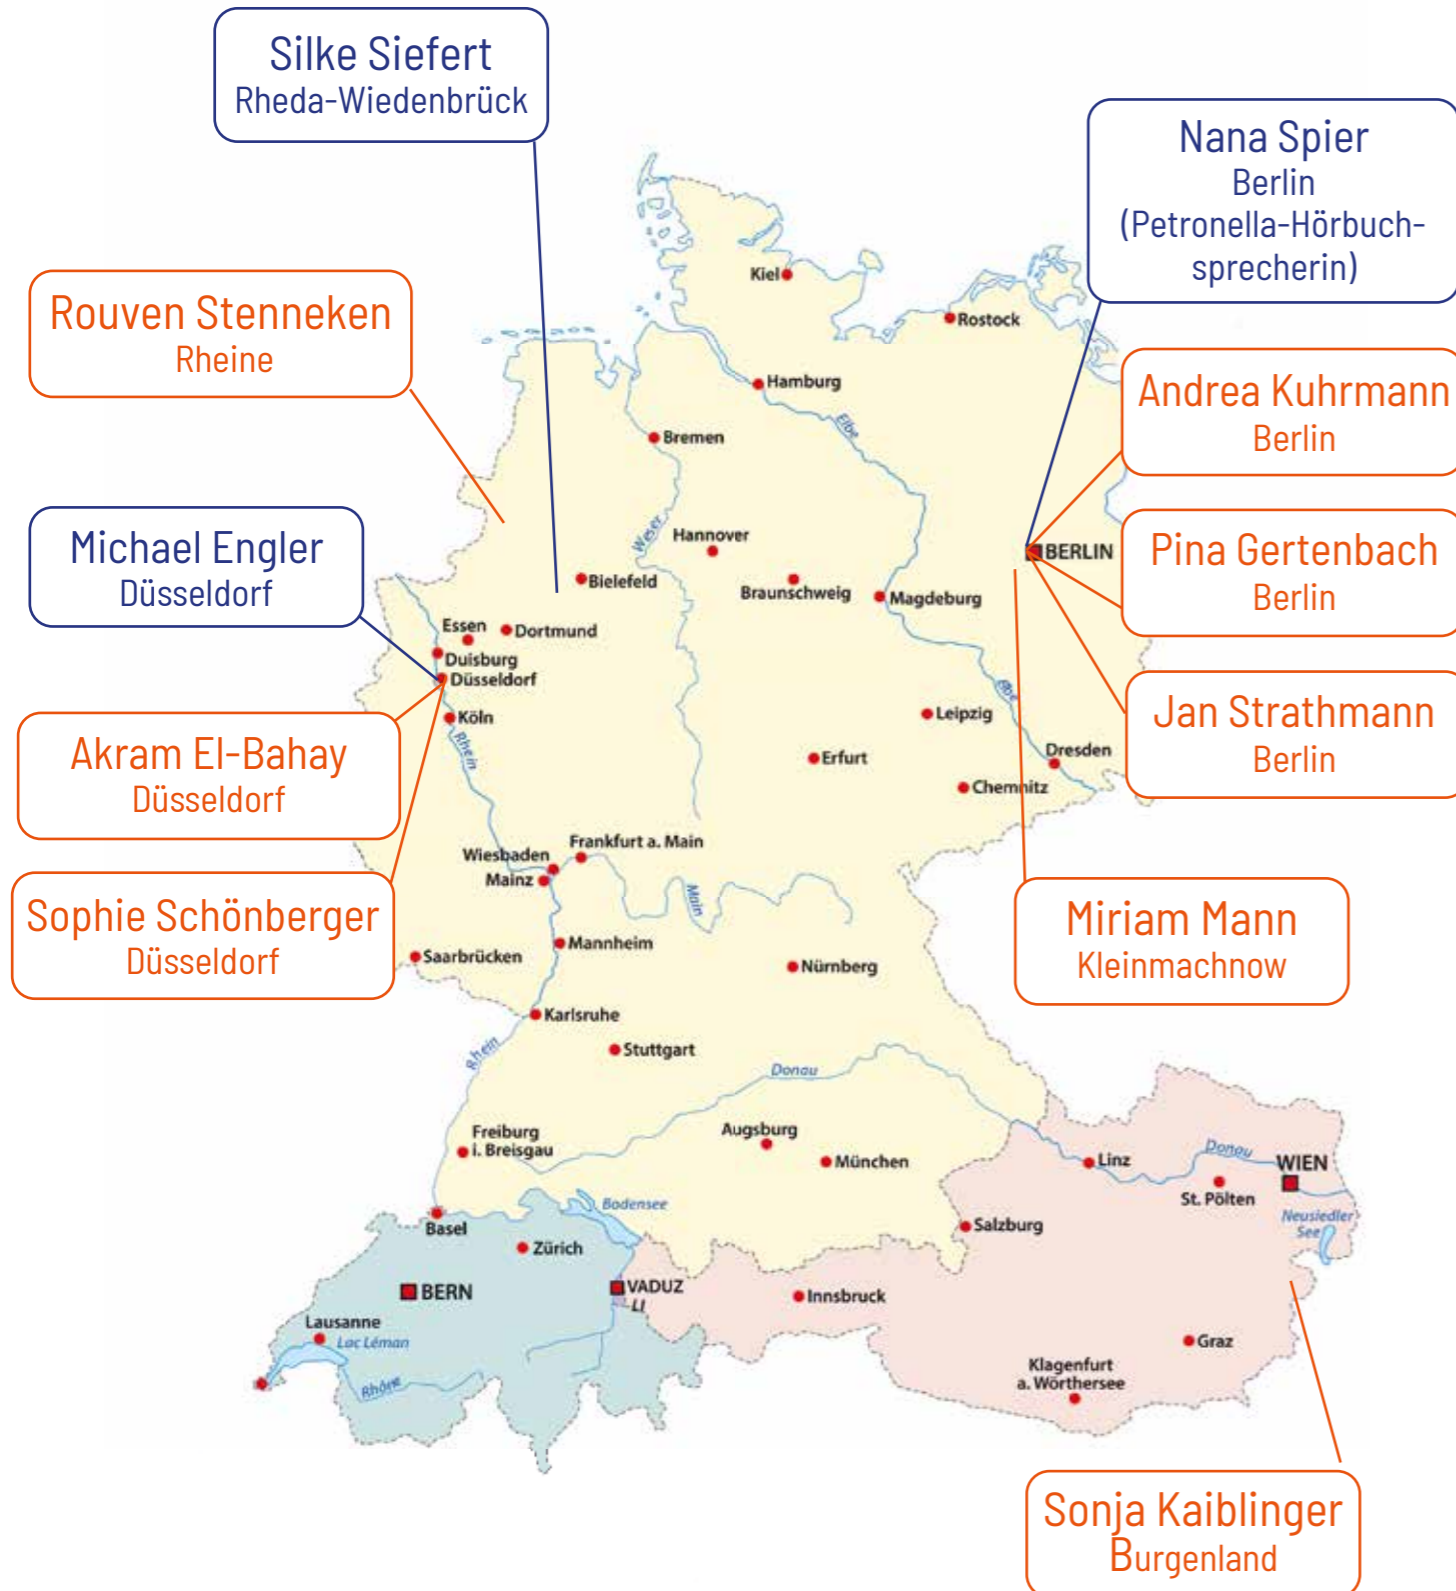 Silke Siefert
Rheda-Wiedenbrück
Nana Spier
Berlin
(Petronella-Hörbuch-
sprecherin)
Rouven Stenneken
Rheine
Andrea Kuhrmann
Berlin
Michael Engler
Düsseldorf
Pina Gertenbach
Berlin
Akram El-Bahay
Düsseldorf
Jan Strathmann
Berlin
Sophie Schönberger
Düsseldorf
Miriam Mann
Kleinmachnow
Sonja Kaiblinger
Burgenland
Kiel
Rostock
Hamburg
Elbe
Bremen
Weser
Hannover
BERLIN
Bielefeld
Braunschweig
Magdeburg
Essen
Dortmund
Duisburg
Düsseldorf
Elbe
Köln
Leipzig
Rhein
Dresden
Erfurt
Chemnitz
Frankfurt a. Main
Wiesbaden
Mainz
Main
Mannheim
Saarbrücken
Nürnberg
Karlsruhe
Rhein
Stuttgart
Donau
Freiburg
i. Breisgau
Augsburg
München
Linz
Donau
WIEN
St. Pölten
Bodensee
Basel
Salzburg
Neusiedler
See
Zürich
BERN
VADUZ
LI
Innsbruck
Lausanne
Lac Léman
Graz
Klagenfurt
a. Wörthersee
Rhône